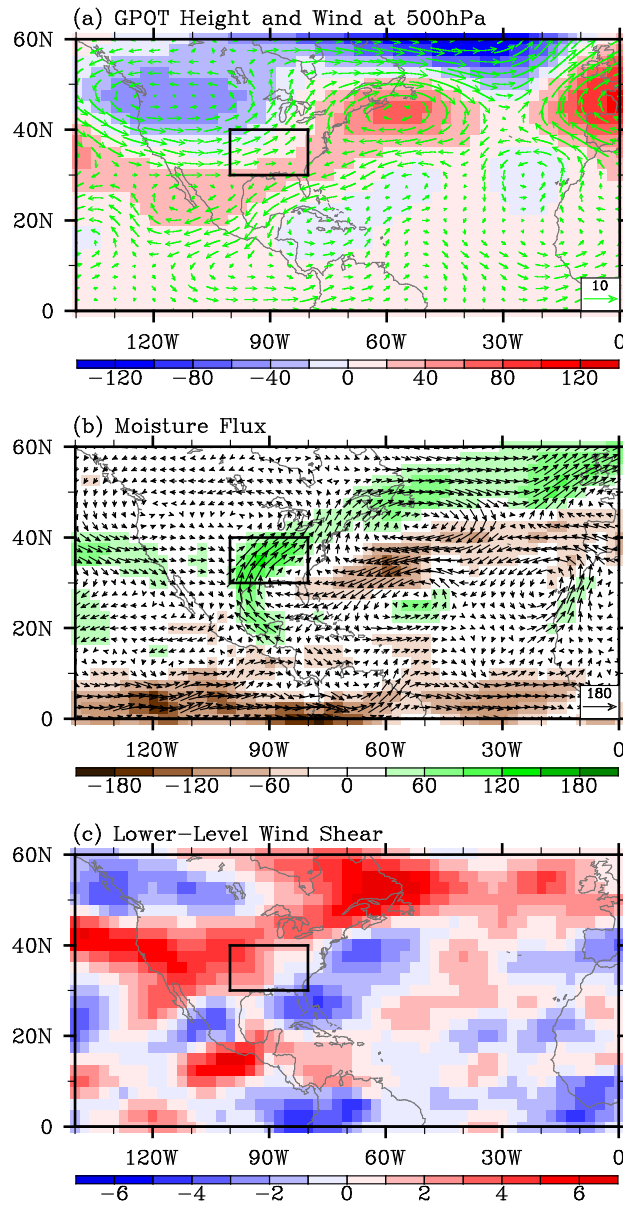 (a) GPOT Height and Wind at 500hPa
60N
40N
20N
0
10
120W 90W 60W 30W 0
−120 −80 −40 0 40 80 120
(b) Moisture Flux
60N
40N
20N
0
180
120W 90W 60W 30W 0
−180 −120 −60 0 60 120 180
(c) Lower−Level Wind Shear
60N
40N
20N
0
120W 90W 60W 30W 0
−6 −4 −2 0 2 4 6